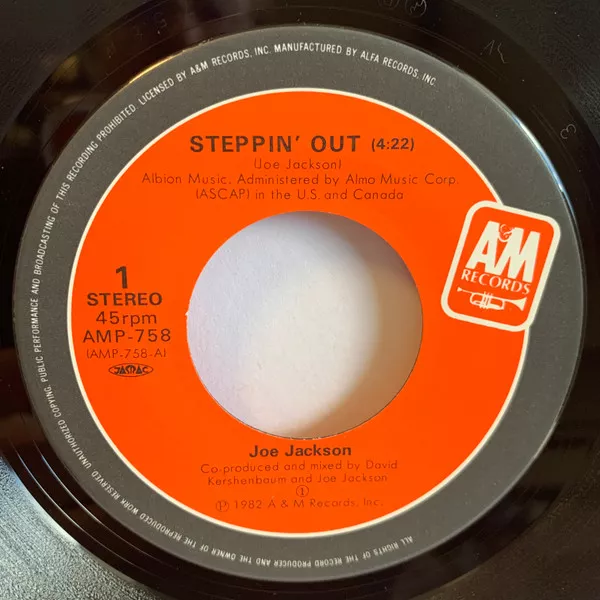 ALL RIGHTS OF THE RECORD PRODUCER AND THE OWNER OF THE REPRODUCED WORK RESERVED. UNAUTHORIZED COPYING, PUBLIC PERFORMANCE AND BROADCASTING OF THIS RECORDING PROHIBITED. LICENSED BY A&M RECORDS, INC. MANUFACTURED BY ALFA RECORDS, INC.
STEPPIN' OUT (4:22)
(Joe Jackson)
Albion Music. Administered by Almo Music Corp.
(ASCAP) in the U.S. and Canada
A&M
RECORDS
1
STEREO
45rpm
AMP-758
(AMP-758-A)
JASRAC
Joe Jackson
Co-produced and mixed by David
Kershenbaum and Joe Jackson
①
Ⓟ 1982 A & M Records, Inc.